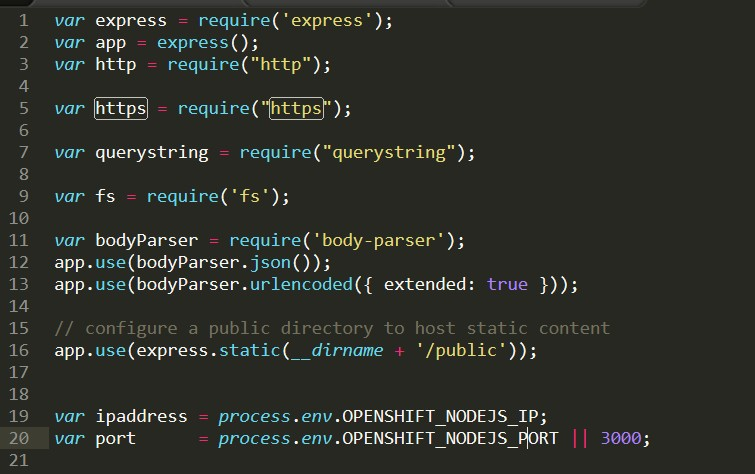 1 var express = require('express');
2 var app = express();
3 var http = require("http");
4
5 var https = require("https");
6
7 var querystring = require("querystring");
8
9 var fs = require('fs');
10
11 var bodyParser = require('body-parser');
12 app.use(bodyParser.json());
13 app.use(bodyParser.urlencoded({ extended: true }));
14
15 // configure a public directory to host static content
16 app.use(express.static(__dirname + '/public'));
17
18
19 var ipaddress = process.env.OPENSHIFT_NODEJS_IP;
20 var port      = process.env.OPENSHIFT_NODEJS_PORT || 3000;
21